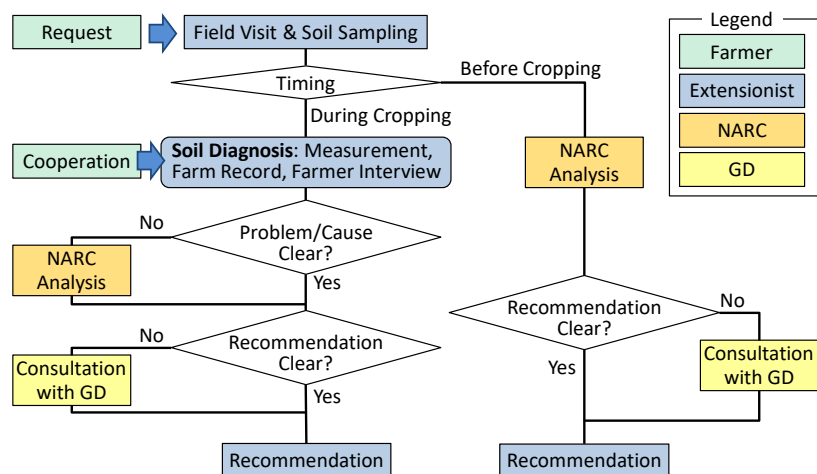 Request
Field Visit & Soil Sampling
Legend
Farmer
Extensionist
NARC
GD
Timing
Before Cropping
During Cropping
Cooperation
Soil Diagnosis: Measurement,
Farm Record, Farmer Interview
NARC
Analysis
No
Problem/Cause
Clear?
NARC
Analysis
Yes
No
Recommendation
Clear?
Consultation
with GD
Yes
Recommendation
Recommendation
Clear?
No
Yes
Consultation
with GD
Recommendation